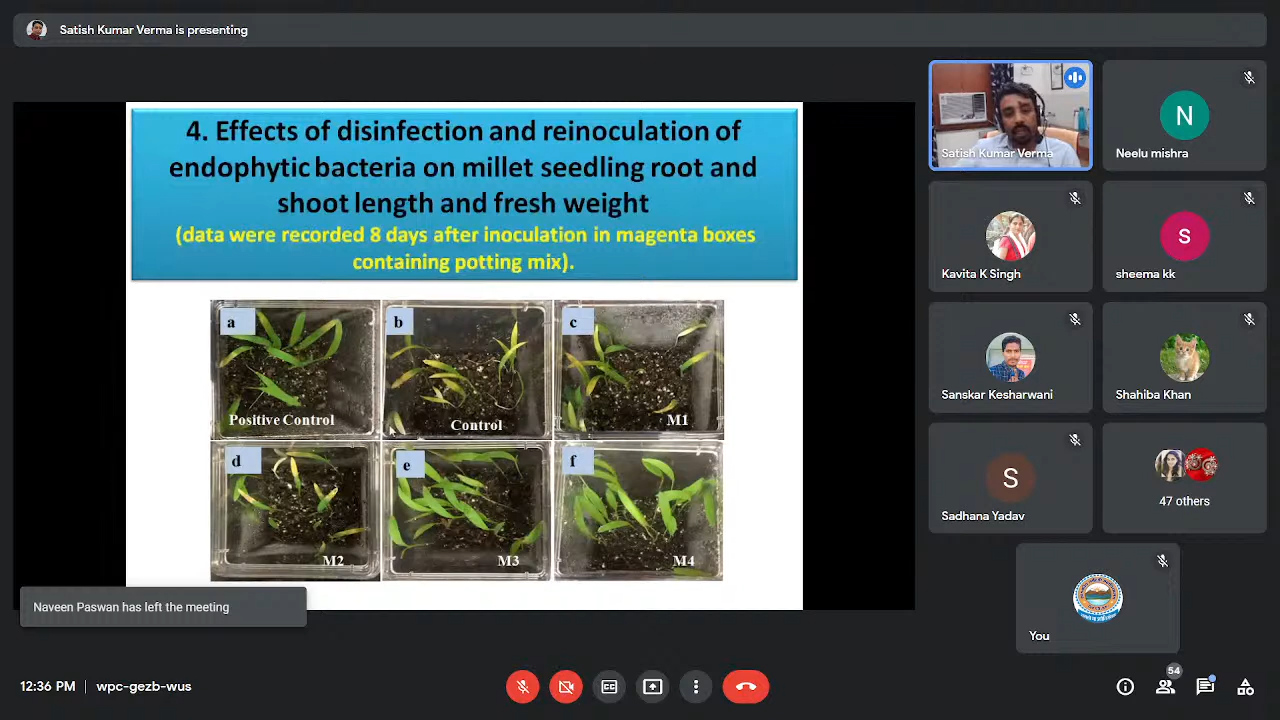 Satish Kumar Verma is presenting
4. Effects of disinfection and reinoculation of
endophytic bacteria on millet seedling root and
shoot length and fresh weight
(data were recorded 8 days after inoculation in magenta boxes
containing potting mix).
a
Positive Control
b
Control
c
M1
d
M2
e
M3
f
M4
Satish Kumar Verma
N
Neelu mishra
Kavita K Singh
S
sheema kk
Sanskar Kesharwani
Shahiba Khan
S
Sadhana Yadav
47 others
You
Naveen Paswan has left the meeting
12:36 PM | wpc-gezb-wus
54